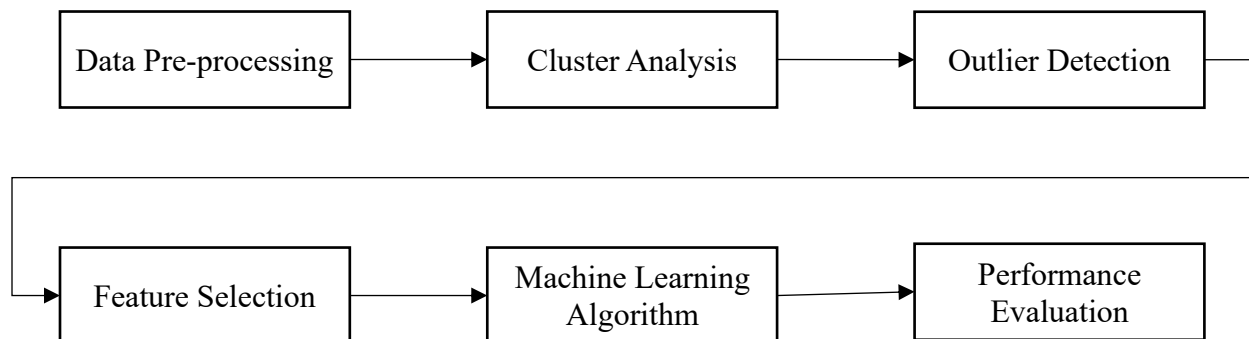 Data Pre-processing
Cluster Analysis
Outlier Detection
Feature Selection
Machine Learning
Algorithm
Performance
Evaluation